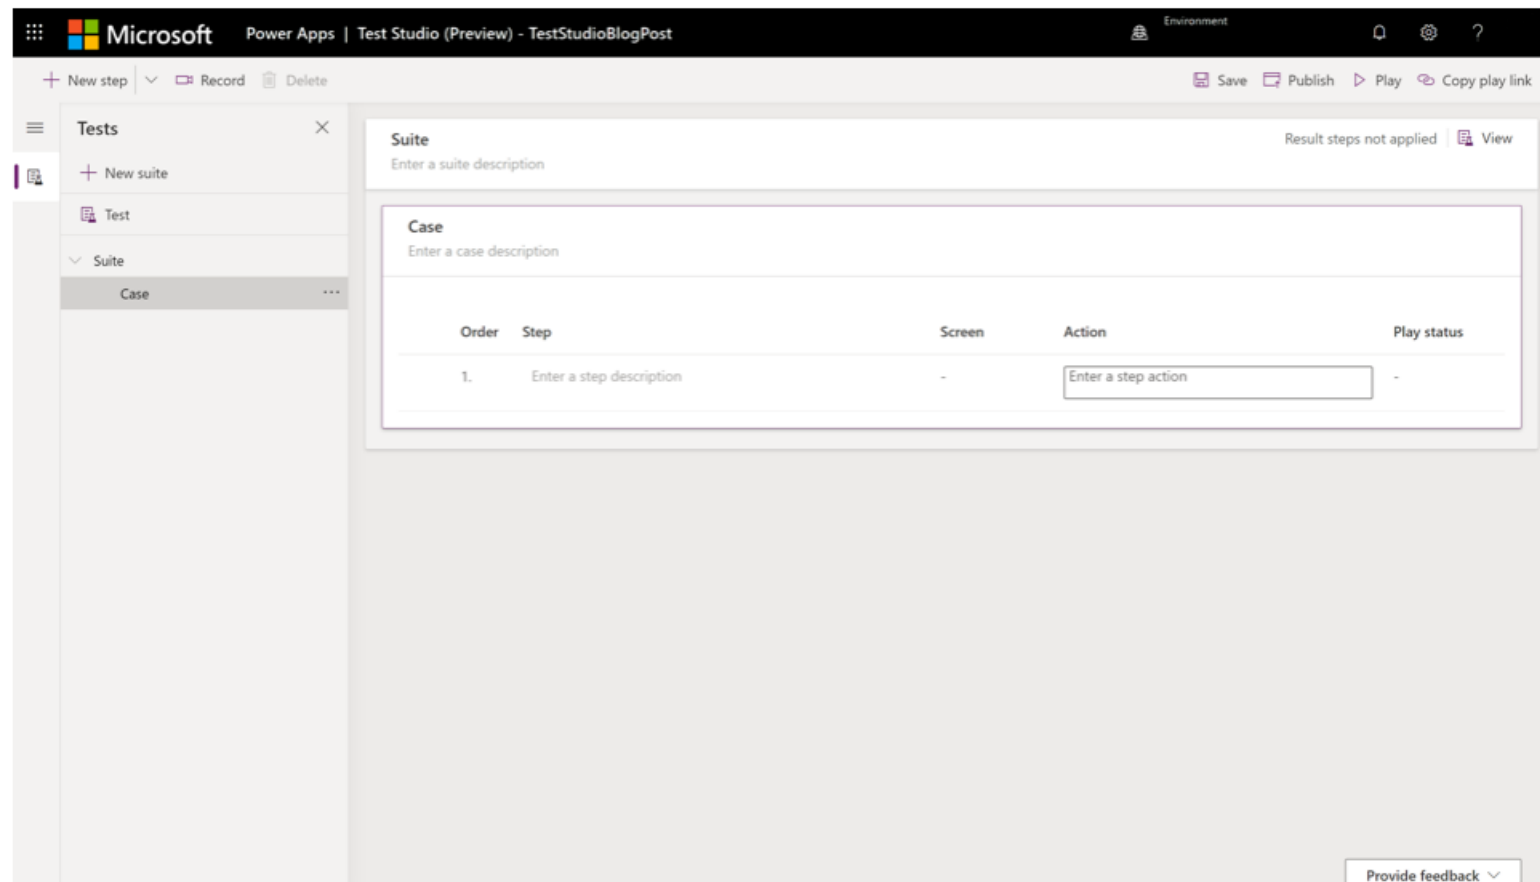 Microsoft Power Apps | Test Studio (Preview) - TestStudioBlogPost Environment ?
New step Record Delete Save Publish Play Copy play link
Tests
New suite
Test
Suite
Case ...
Suite Result steps not applied View
Enter a suite description
Case
Enter a case description
Order Step Screen Action Play status
1. Enter a step description - Enter a step action -
Provide feedback